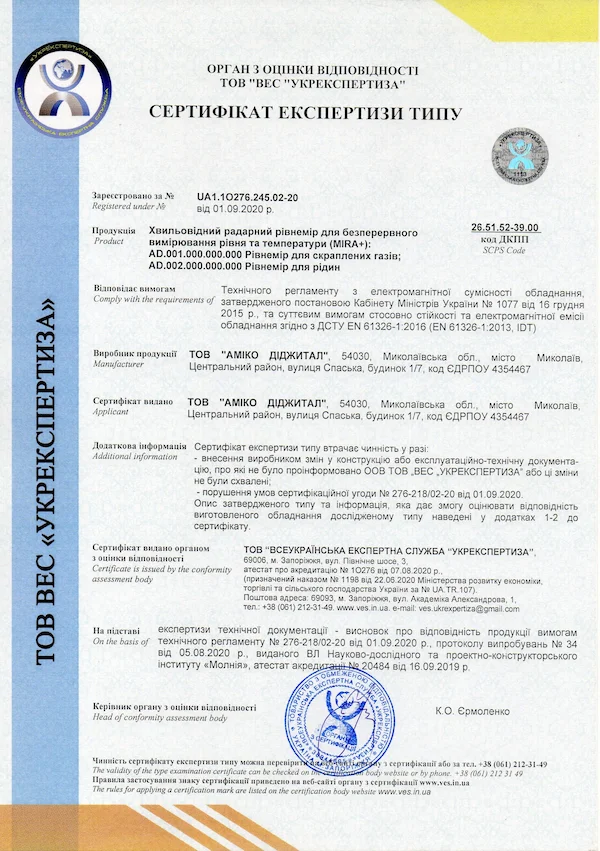 «УКРЕКСПЕРТИЗА»
ВСЕУКРАЇНСЬКА ЕКСПЕРТНА СЛУЖБА
ОРГАН З ОЦІНКИ ВІДПОВІДНОСТІ
ТОВ "ВЕС "УКРЕКСПЕРТИЗА"
СЕРТИФІКАТ ЕКСПЕРТИЗИ ТИПУ
Зареєстровано за № UA1.1О276.245.02-20
Registered under № від 01.09.2020 р.
Продукція Хвильовідний радарний рівнемір для безперервного
Product вимірювання рівня та температури (MIRA+):
AD.001.000.000.000 Рівнемір для скраплених газів;
AD.002.000.000.000 Рівнемір для рідин
26.51.52-39.00
код ДКПП
SCPS Code
Відповідає вимогам Технічного регламенту з електромагнітної сумісності обладнання,
Comply with the requirements of затвердженого постановою Кабінету Міністрів України № 1077 від 16 грудня
2015 р., та суттєвим вимогам стосовно стійкості та електромагнітної емісії
обладнання згідно з ДСТУ EN 61326-1:2016 (EN 61326-1:2013, IDT)
Виробник продукції ТОВ "АМІКО ДІДЖИТАЛ", 54030, Миколаївська обл., місто Миколаїв,
Manufacturer Центральний район, вулиця Спаська, будинок 1/7, код ЄДРПОУ 4354467
Сертифікат видано ТОВ "АМІКО ДІДЖИТАЛ", 54030, Миколаївська обл., місто Миколаїв,
Applicant Центральний район, вулиця Спаська, будинок 1/7, код ЄДРПОУ 4354467
Додаткова інформація Сертифікат експертизи типу втрачає чинність у разі:
Additional information - внесення виробником змін у конструкцію або експлуатаційно-технічну документа-
цію, про які не було проінформовано ООВ ТОВ „ВЕС „УКРЕКСПЕРТИЗА" або ці зміни
не були схвалені;
- порушення умов сертифікаційної угоди № 276-218/02-20 від 01.09.2020.
Опис затвердженого типу та інформація, яка дає змогу оцінювати відповідність
виготовленого обладнання дослідженому типу наведені у додатках 1-2 до
сертифікату.
Сертифікат видано органом ТОВ "ВСЕУКРАЇНСЬКА ЕКСПЕРТНА СЛУЖБА "УКРЕКСПЕРТИЗА",
з оцінки відповідності 69006, м. Запоріжжя, вул. Північне шосе, 3,
Certificate is issued by the conformity атестат про акредитацію № 1О276 від 07.08.2020 р.,
assessment body (призначений наказом № 1198 від 22.06.2020 Міністерства розвитку економіки,
торгівлі та сільського господарства України за № UA.TR.107).
Поштова адреса: 69093, м. Запоріжжя, вул. Академіка Александрова, 1,
тел.: +38 (061) 212-31-49. www.ves.in.ua. e-mail: ves.ukrexpertiza@gmail.com
На підставі експертизи технічної документації - висновок про відповідність продукції вимогам
On the basis of технічного регламенту № 276-218/02-20 від 01.09.2020 р., протоколу випробувань № 34
від 05.08.2020 р., виданого ВЛ Науково-дослідного та проектно-конструкторського
інституту «Молнія», атестат акредитації № 20484 від 16.09.2019 р.
Керівник органу з оцінки відповідності К.О. Єрмоленко
Head of conformity assessment body
ОРГАН
З СЕРТИФІКАЦІЇ
Чинність сертифікату експертизи типу можна перевірити органу з сертифікації або за тел. +38 (061) 212-31-49
The validity of the type examination certificate can be checked on certification body website or by phone. +38 (061) 212 31 49
Правила застосування знаку сертифікації приведено на веб-сайті органу з сертифікації www.ves.in.ua
The rules for applying a certification mark are listed on the certification body website www.ves.in.ua
ТОВ ВЕС «УКРЕКСПЕРТИЗА»